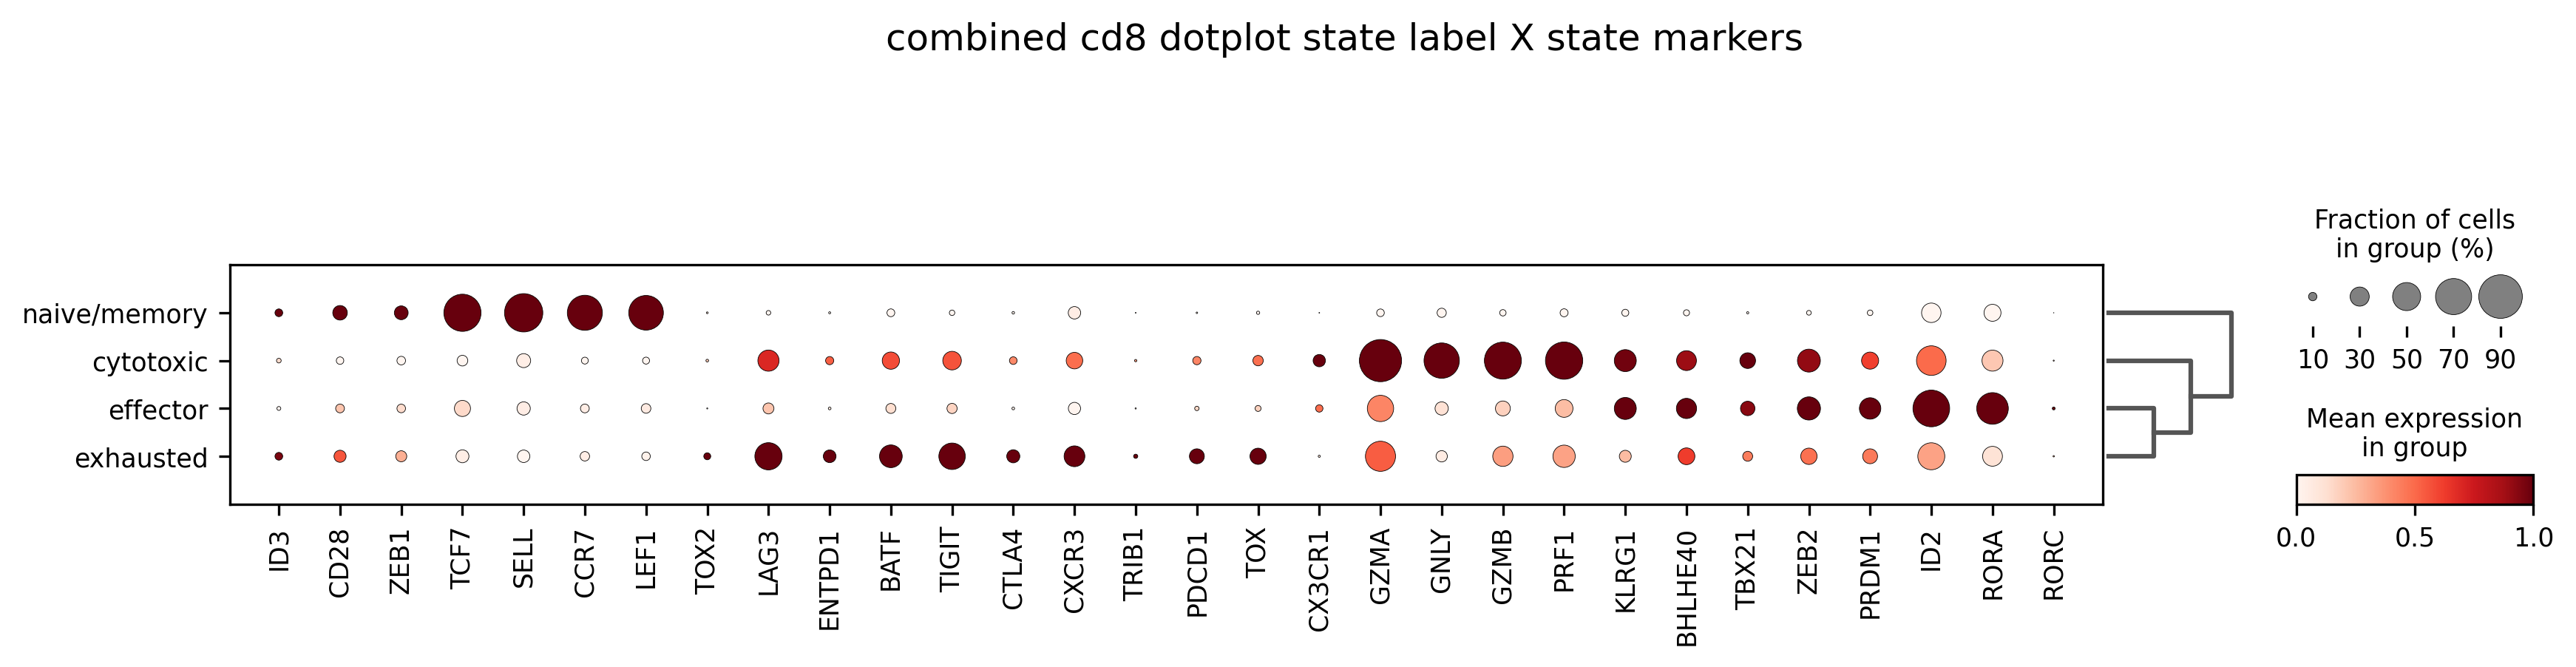 combined cd8 dotplot state label X state markers
naive/memory
cytotoxic
effector
exhausted
ID3
CD28
ZEB1
TCF7
SELL
CCR7
LEF1
TOX2
LAG3
ENTPD1
BATF
TIGIT
CTLA4
CXCR3
TRIB1
PDCD1
TOX
CX3CR1
GZMA
GNLY
GZMB
PRF1
KLRG1
BHLHE40
TBX21
ZEB2
PRDM1
ID2
RORA
RORC
Fraction of cells
in group (%)
10 30 50 70 90
Mean expression
in group
0.0 0.5 1.0